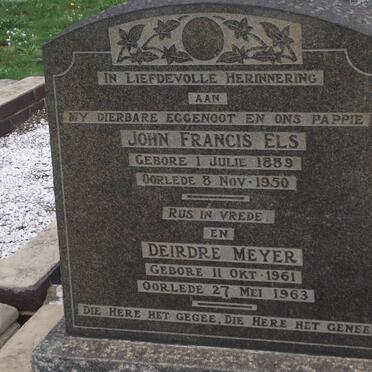 IN LIEFDEVOLLE HERINNERING
AAN
MY DIERBARE EGGENOOT EN ONS PAPPIE
JOHN FRANCIS ELS
GEBORE 1 JULIE 1889
OORLEDE 8 NOV. 1950
RUS IN VREDE.
EN
DEIRDRE MEYER
GEBORE 11 OKT. 1961
OORLEDE 27 MEI 1963
DIE HERE HET GEGEE, DIE HERE HET GENEE